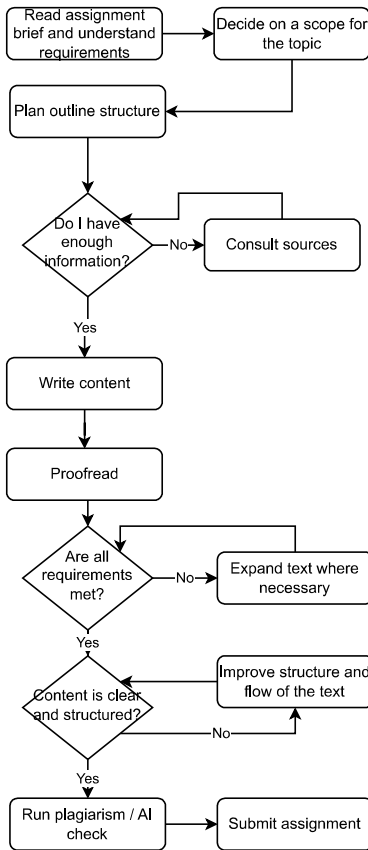 Read assignment
brief and understand
requirements
Decide on a scope for
the topic
Plan outline structure
Do I have
enough
information?
No
Consult sources
Yes
Write content
Proofread
Are all
requirements
met?
No
Expand text where
necessary
Yes
Improve structure and
flow of the text
Content is clear
and structured?
No
Yes
Run plagiarism / AI
check
Submit assignment